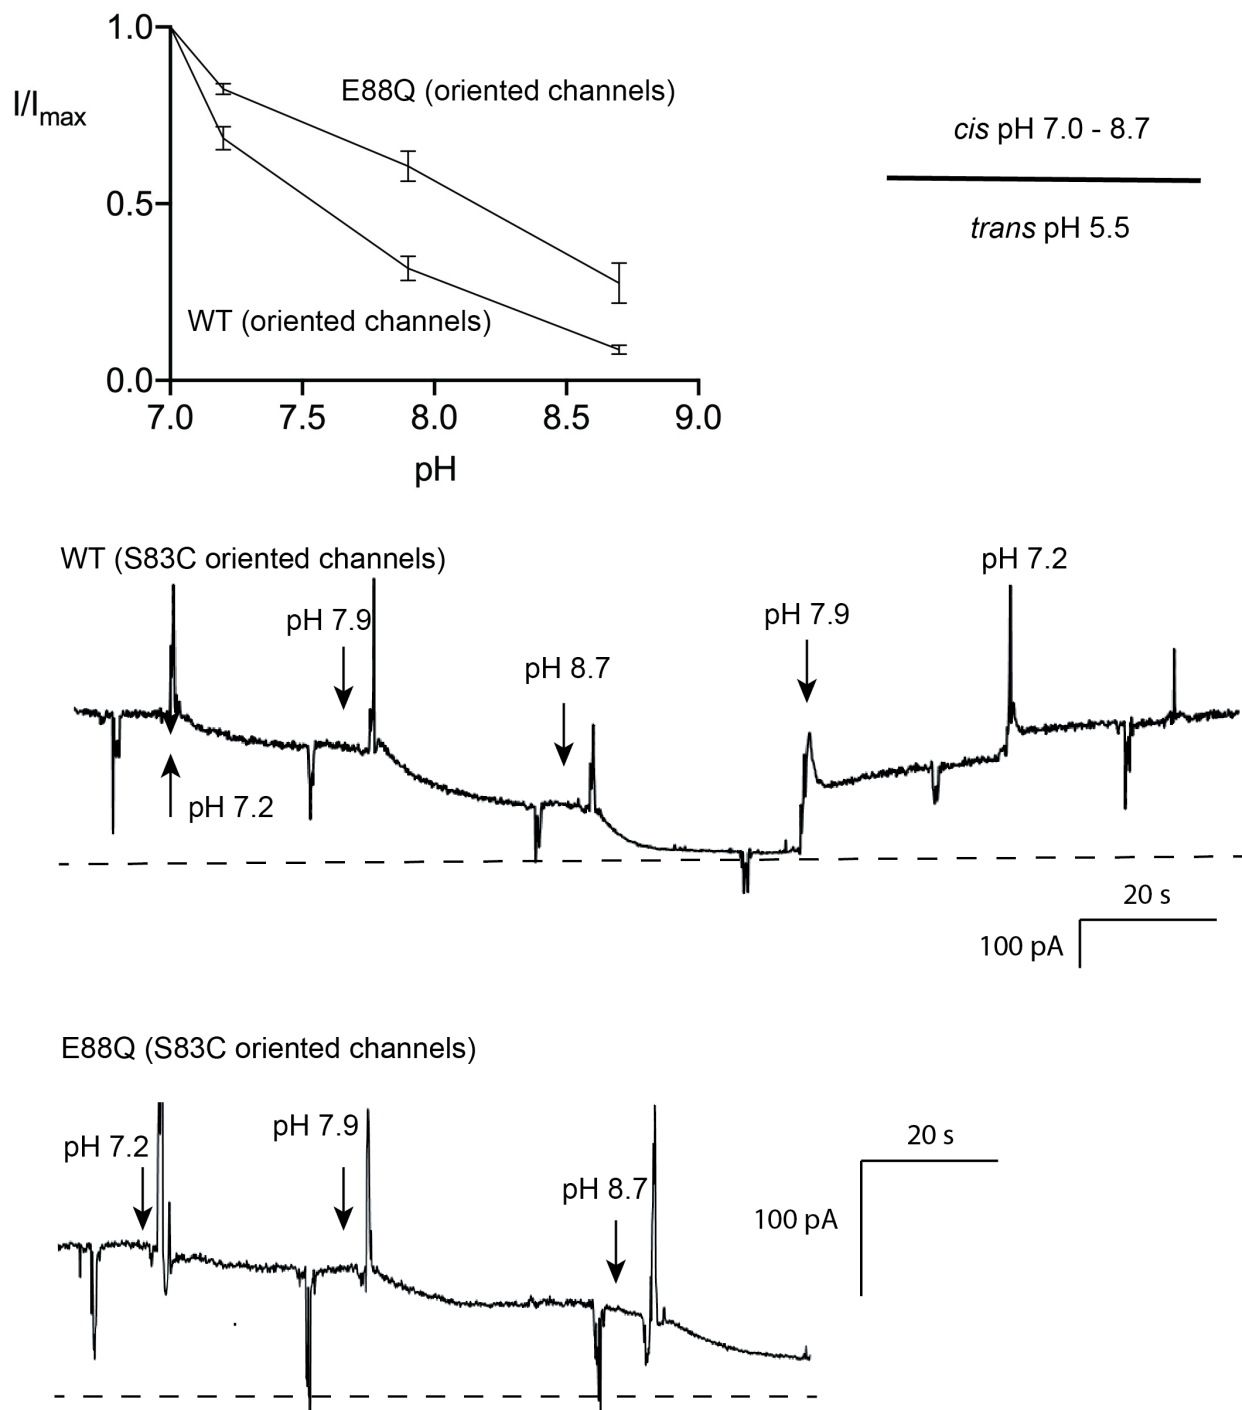 1.0
I/Imax
E88Q (oriented channels)
0.5
WT (oriented channels)
0.0
7.0 7.5 8.0 8.5 9.0
pH
cis pH 7.0 - 8.7
trans pH 5.5
WT (S83C oriented channels)
pH 7.2
pH 7.9
pH 8.7
pH 7.9
pH 7.2
20 s
100 pA
E88Q (S83C oriented channels)
pH 7.2
pH 7.9
pH 8.7
20 s
100 pA